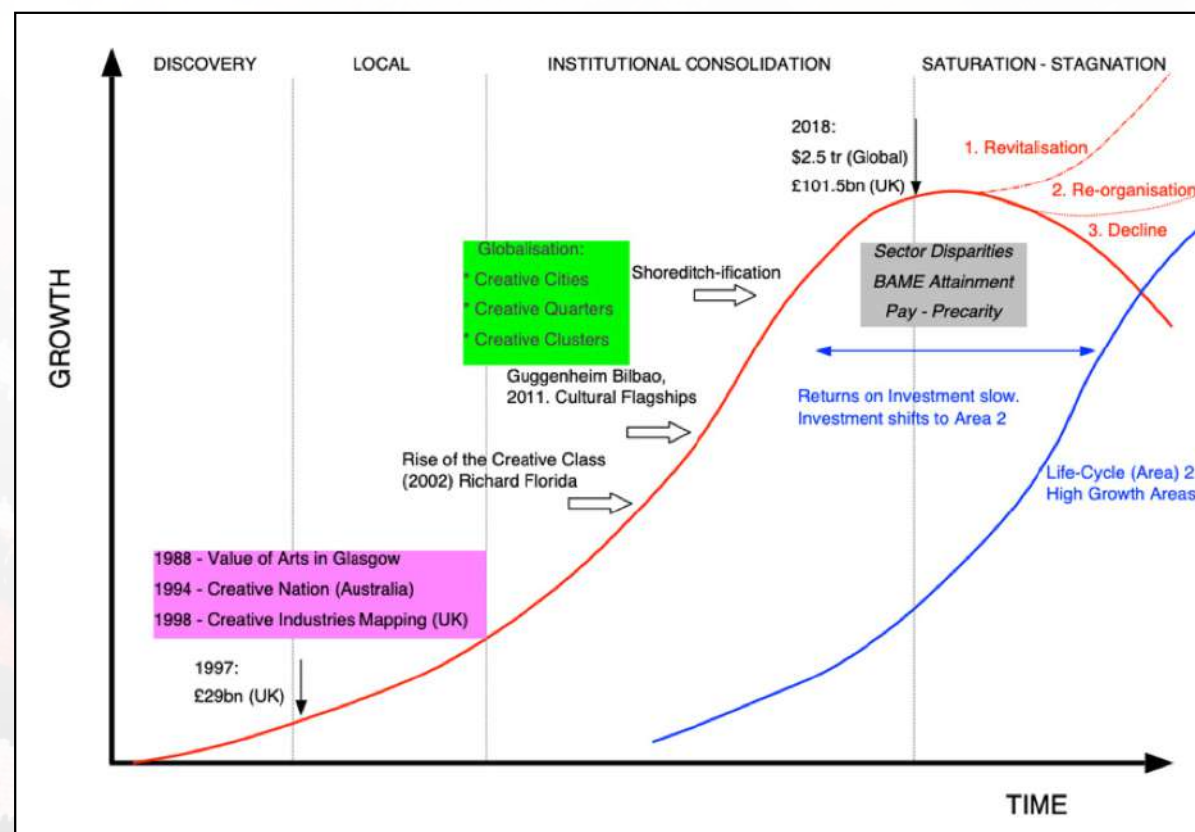 DISCOVERY
LOCAL
INSTITUTIONAL CONSOLIDATION
SATURATION - STAGNATION
2018:
$2.5 tr (Global)
£101.5bn (UK)
1. Revitalisation
2. Re-organisation
3. Decline
Globalisation:
* Creative Cities
* Creative Quarters
* Creative Clusters
Shoreditch-ification
Sector Disparities
BAME Attainment
Pay - Precarity
Guggenheim Bilbao,
2011. Cultural Flagships
Returns on Investment slow.
Investment shifts to Area 2
Rise of the Creative Class
(2002) Richard Florida
Life-Cycle (Area) 2
High Growth Areas
1988 - Value of Arts in Glasgow
1994 - Creative Nation (Australia)
1998 - Creative Industries Mapping (UK)
1997:
£29bn (UK)
GROWTH
TIME